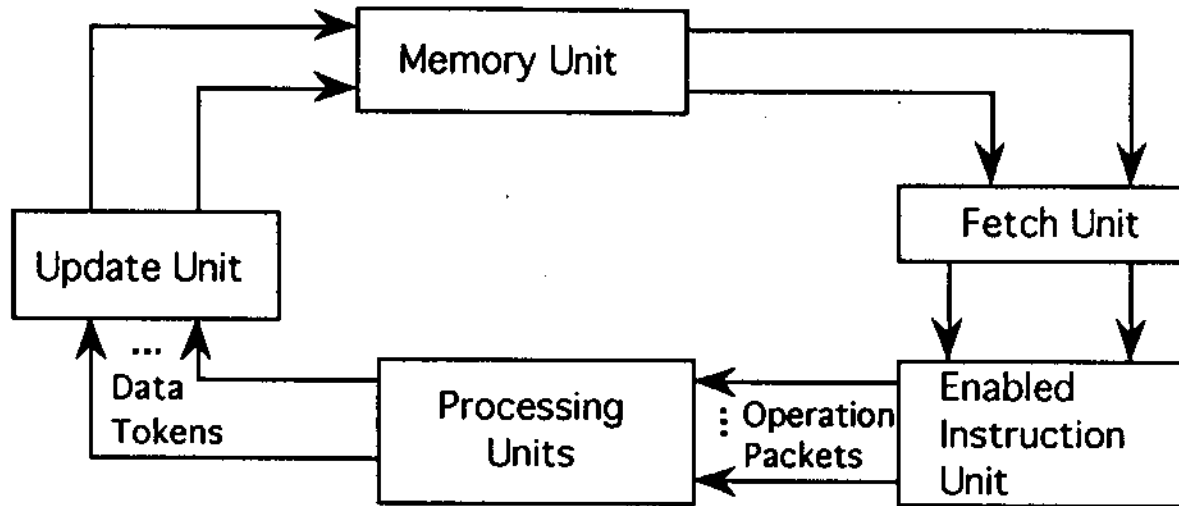 Memory Unit
Fetch Unit
Update Unit
...
Data
Tokens
Processing
Units
...
Operation
Packets
Enabled
Instruction
Unit